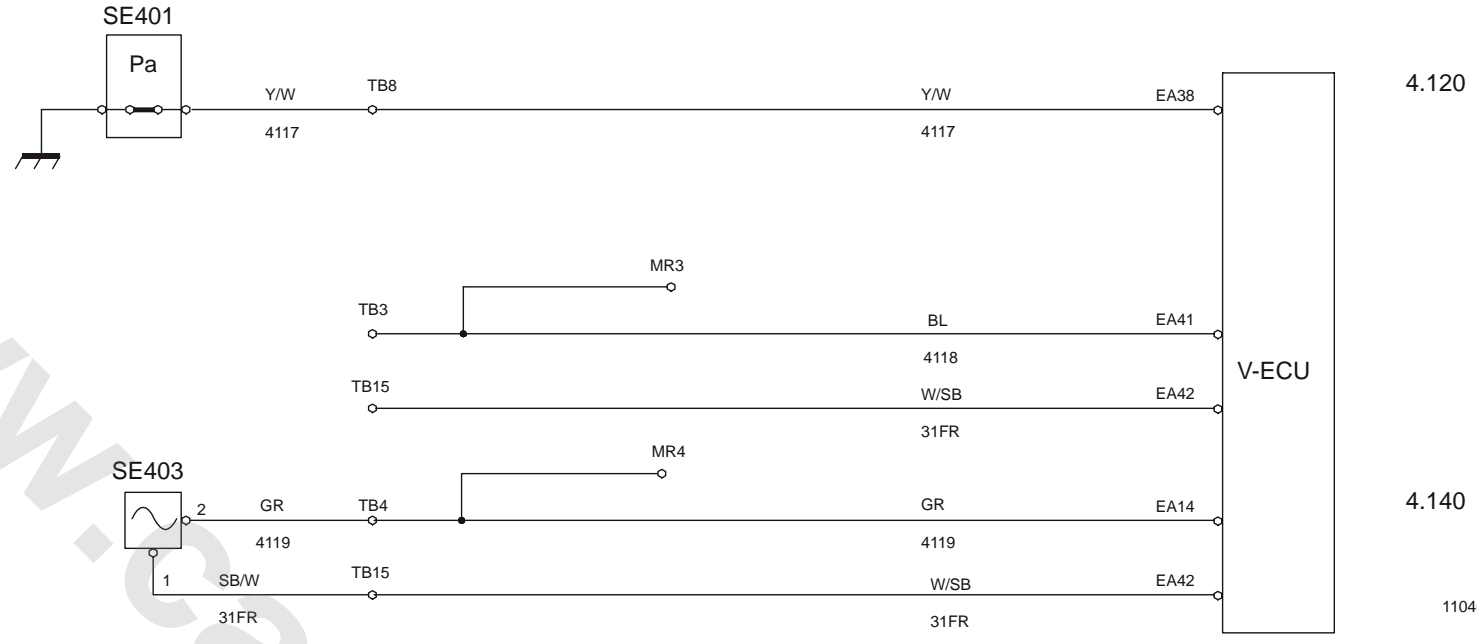 SE401
Pa
Y/W
TB8
Y/W
EA38
4.120
4117
4117
MR3
TB3
BL
EA41
4118
V-ECU
TB15
W/SB
EA42
31FR
MR4
SE403
2
GR
TB4
GR
EA14
4.140
4119
4119
1
SB/W
TB15
W/SB
EA42
31FR
31FR
1104
w.ca